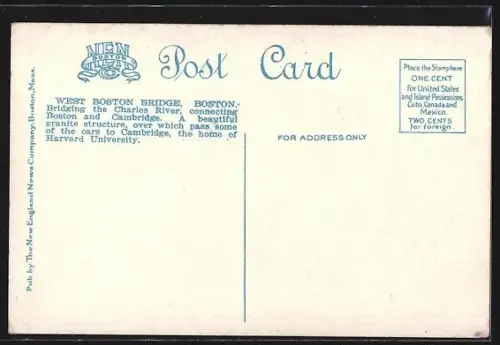 NEN
BOSTON
Post Card
WEST BOSTON BRIDGE, BOSTON,-
Bridging the Charles River, connecting
Boston and Cambridge. A beautiful
granite structure, over which pass some
of the cars to Cambridge, the home of
Harvard University.
FOR ADDRESS ONLY
Place the Stamp here
ONE CENT
for United States
and Island Possessions
Cuba, Canada and
Mexico.
TWO CENTS
for Foreign.
Pub by The New England News Company, Boston, Mass.